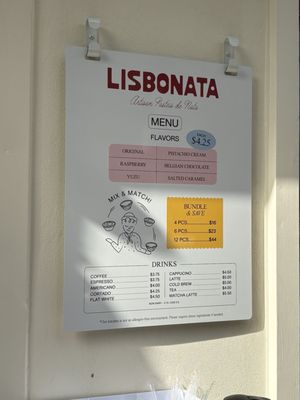 LISBONATA
Artisan Pasteis de Nata
MENU
FLAVORS
EACH
$4.25
ORIGINAL PISTACHIO CREAM
RASPBERRY BELGIAN CHOCOLATE
YUZU SALTED CARAMEL
MIX & MATCH!
BUNDLE
& SAVE
4 PCS $16
6 PCS $23
12 PCS $44
DRINKS
COFFEE $3.75 CAPPUCINO $4.50
ESPRESSO $3.75 LATTE $5.00
AMERICANO $4.00 COLD BREW $5.00
CORTADO $4.25 TEA $4.00
FLAT WHITE $4.50 MATCHA LATTE $5.50